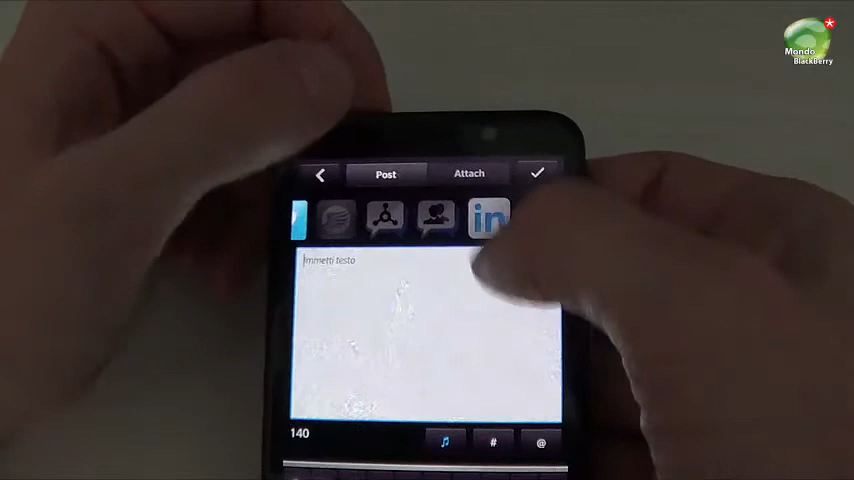 Mondo
BlackBerry
Post
Attach
in
Immetti testo
140
#
@